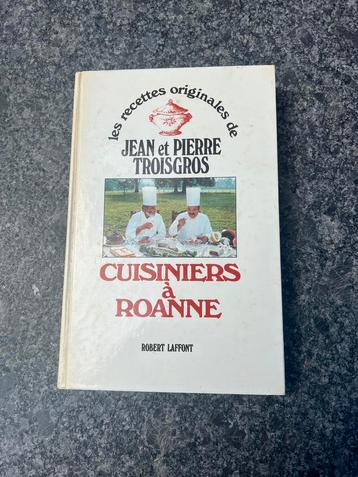 les recettes originales de
JEAN et PIERRE
TROISGROS
CUISINIERS
à
ROANNE
ROBERT LAFFONT